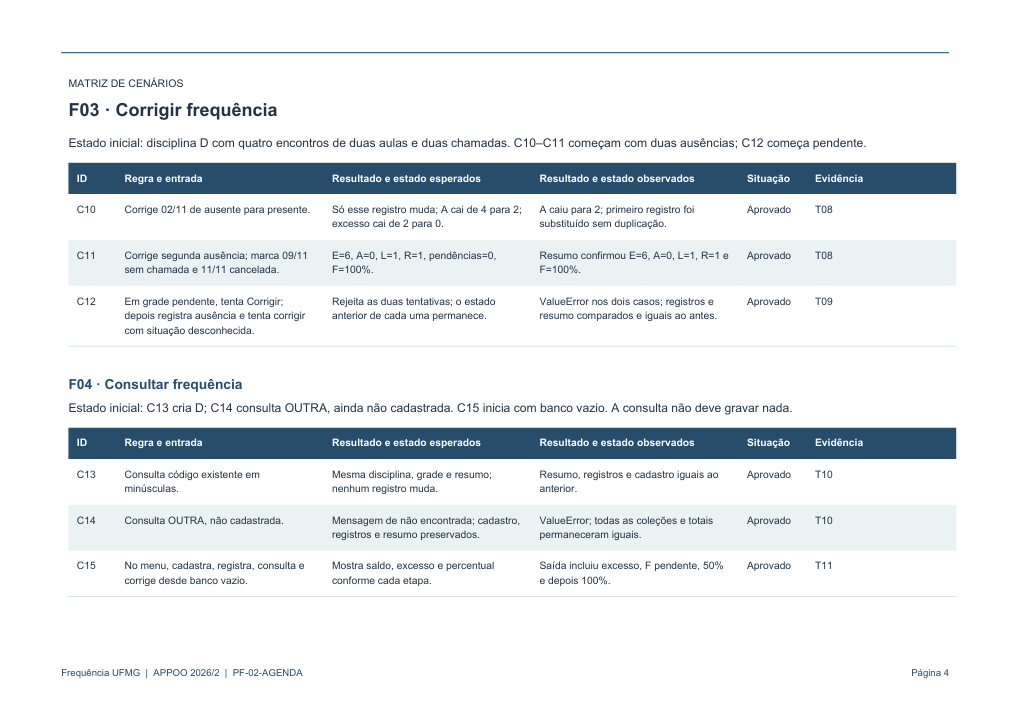 MATRIZ DE CENÁRIOS
F03 · Corrigir frequência
Estado inicial: disciplina D com quatro encontros de duas aulas e duas chamadas. C10–C11 começam com duas ausências; C12 começa pendente.
ID Regra e entrada Resultado e estado esperados Resultado e estado observados Situação Evidência
C10 Corrige 02/11 de ausente para presente. Só esse registro muda; A cai de 4 para 2; A caiu para 2; primeiro registro foi Aprovado T08
excesso cai de 2 para 0. substituído sem duplicação.
C11 Corrige segunda ausência; marca 09/11 E=6, A=0, L=1, R=1, pendências=0, Resumo confirmou E=6, A=0, L=1, R=1 e Aprovado T08
sem chamada e 11/11 cancelada. F=100%. F=100%.
C12 Em grade pendente, tenta Corrigir; Rejeita as duas tentativas; o estado ValueError nos dois casos; registros e Aprovado T09
depois registra ausência e tenta corrigir anterior de cada uma permanece. resumo comparados e iguais ao antes.
com situação desconhecida.
F04 · Consultar frequência
Estado inicial: C13 cria D; C14 consulta OUTRA, ainda não cadastrada. C15 inicia com banco vazio. A consulta não deve gravar nada.
ID Regra e entrada Resultado e estado esperados Resultado e estado observados Situação Evidência
C13 Consulta código existente em Mesma disciplina, grade e resumo; Resumo, registros e cadastro iguais ao Aprovado T10
minúsculas. nenhum registro muda. anterior.
C14 Consulta OUTRA, não cadastrada. Mensagem de não encontrada; cadastro, ValueError; todas as coleções e totais Aprovado T10
registros e resumo preservados. permaneceram iguais.
C15 No menu, cadastra, registra, consulta e Mostra saldo, excesso e percentual Saída incluiu excesso, F pendente, 50% Aprovado T11
corrige desde banco vazio. conforme cada etapa. e depois 100%.
Frequência UFMG | APPOO 2026/2 | PF-02-AGENDA Página 4